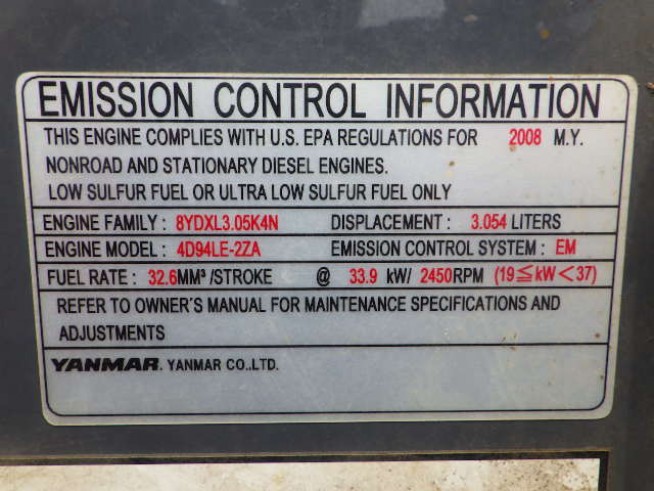 EMISSION CONTROL INFORMATION
THIS ENGINE COMPLIES WITH U.S. EPA REGULATIONS FOR 2008 M.Y.
NONROAD AND STATIONARY DIESEL ENGINES.
LOW SULFUR FUEL OR ULTRA LOW SULFUR FUEL ONLY
ENGINE FAMILY : 8YDXL3.05K4N DISPLACEMENT : 3.054 LITERS
ENGINE MODEL : 4D94LE-2ZA EMISSION CONTROL SYSTEM : EM
FUEL RATE : 32.6MM³ /STROKE @ 33.9 kW/ 2450RPM (19≦kW<37)
REFER TO OWNER'S MANUAL FOR MAINTENANCE SPECIFICATIONS AND
ADJUSTMENTS
YANMAR. YANMAR CO.,LTD.